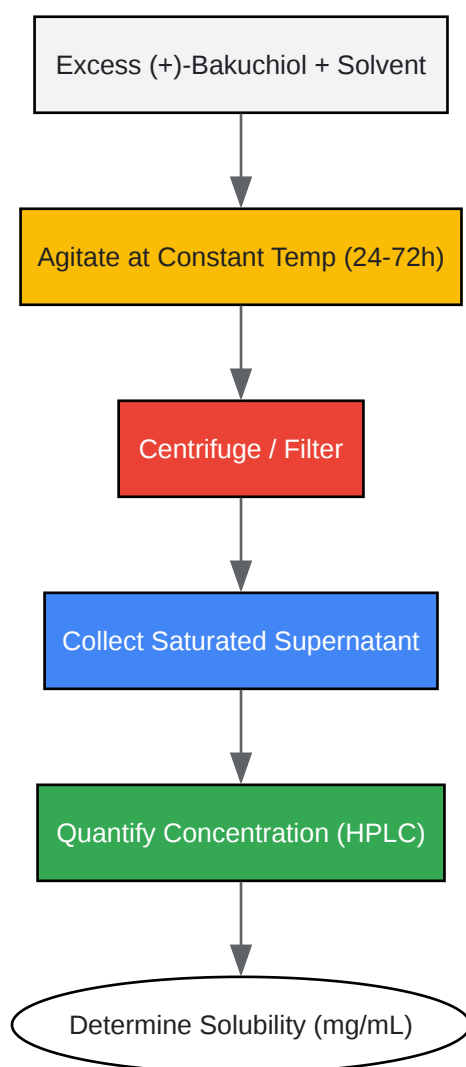 Excess (+)-Bakuchiol + Solvent
Agitate at Constant Temp (24-72h)
Centrifuge / Filter
Collect Saturated Supernatant
Quantify Concentration (HPLC)
Determine Solubility (mg/mL)